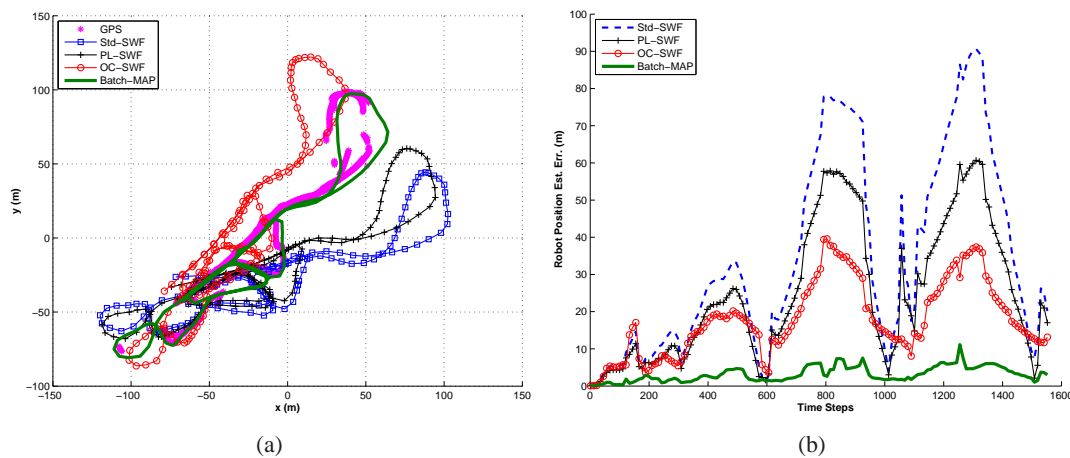 150
100
50
0
−50
−100
−150
−100
−50
0
50
100
150
x (m)
y (m)
GPS
Std−SWF
PL−SWF
OC−SWF
Batch−MAP
(a)
100
90
80
70
60
50
40
30
20
10
0
0
200
400
600
800
1000
1200
1400
1600
Time Steps
Robot Position Est. Err. (m)
Std−SWF
PL−SWF
OC−SWF
Batch−MAP
(b)